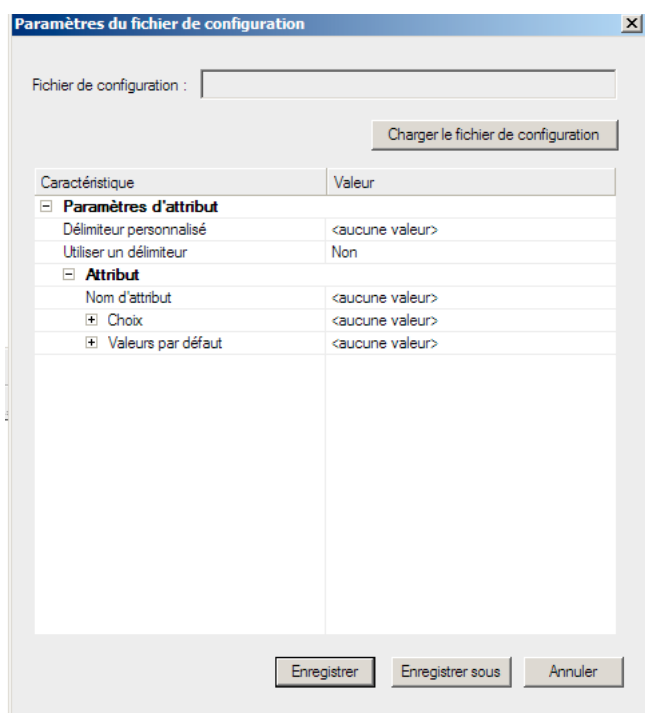 Paramètres du fichier de configuration
Fichier de configuration :
Charger le fichier de configuration
Caractéristique Valeur
Paramètres d'attribut
Délimiteur personnalisé <aucune valeur>
Utiliser un délimiteur Non
Attribut
Nom d'attribut <aucune valeur>
Choix <aucune valeur>
Valeurs par défaut <aucune valeur>
Enregistrer Enregistrer sous Annuler